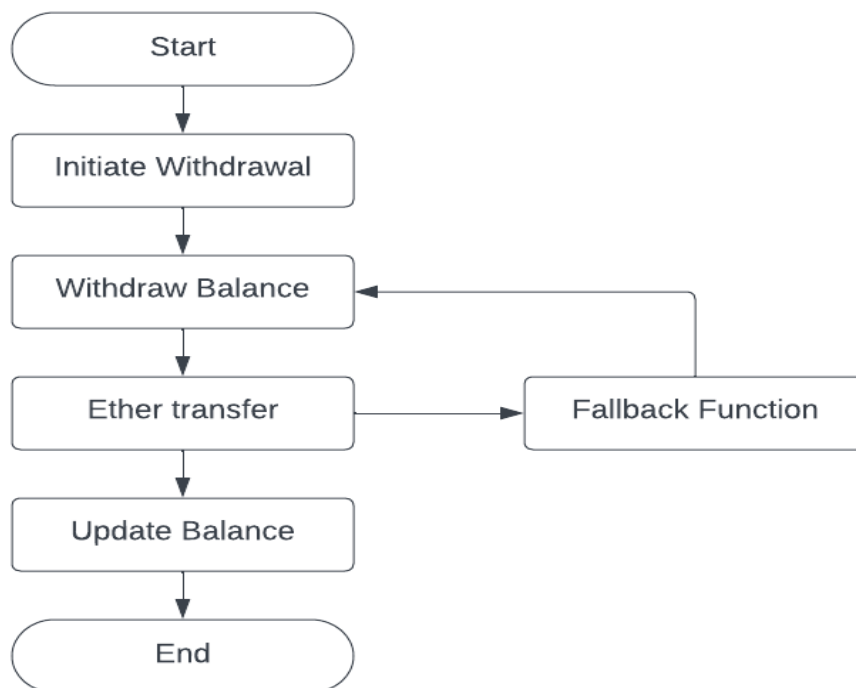 Start
Initiate Withdrawal
Withdraw Balance
Ether transfer
Fallback Function
Update Balance
End